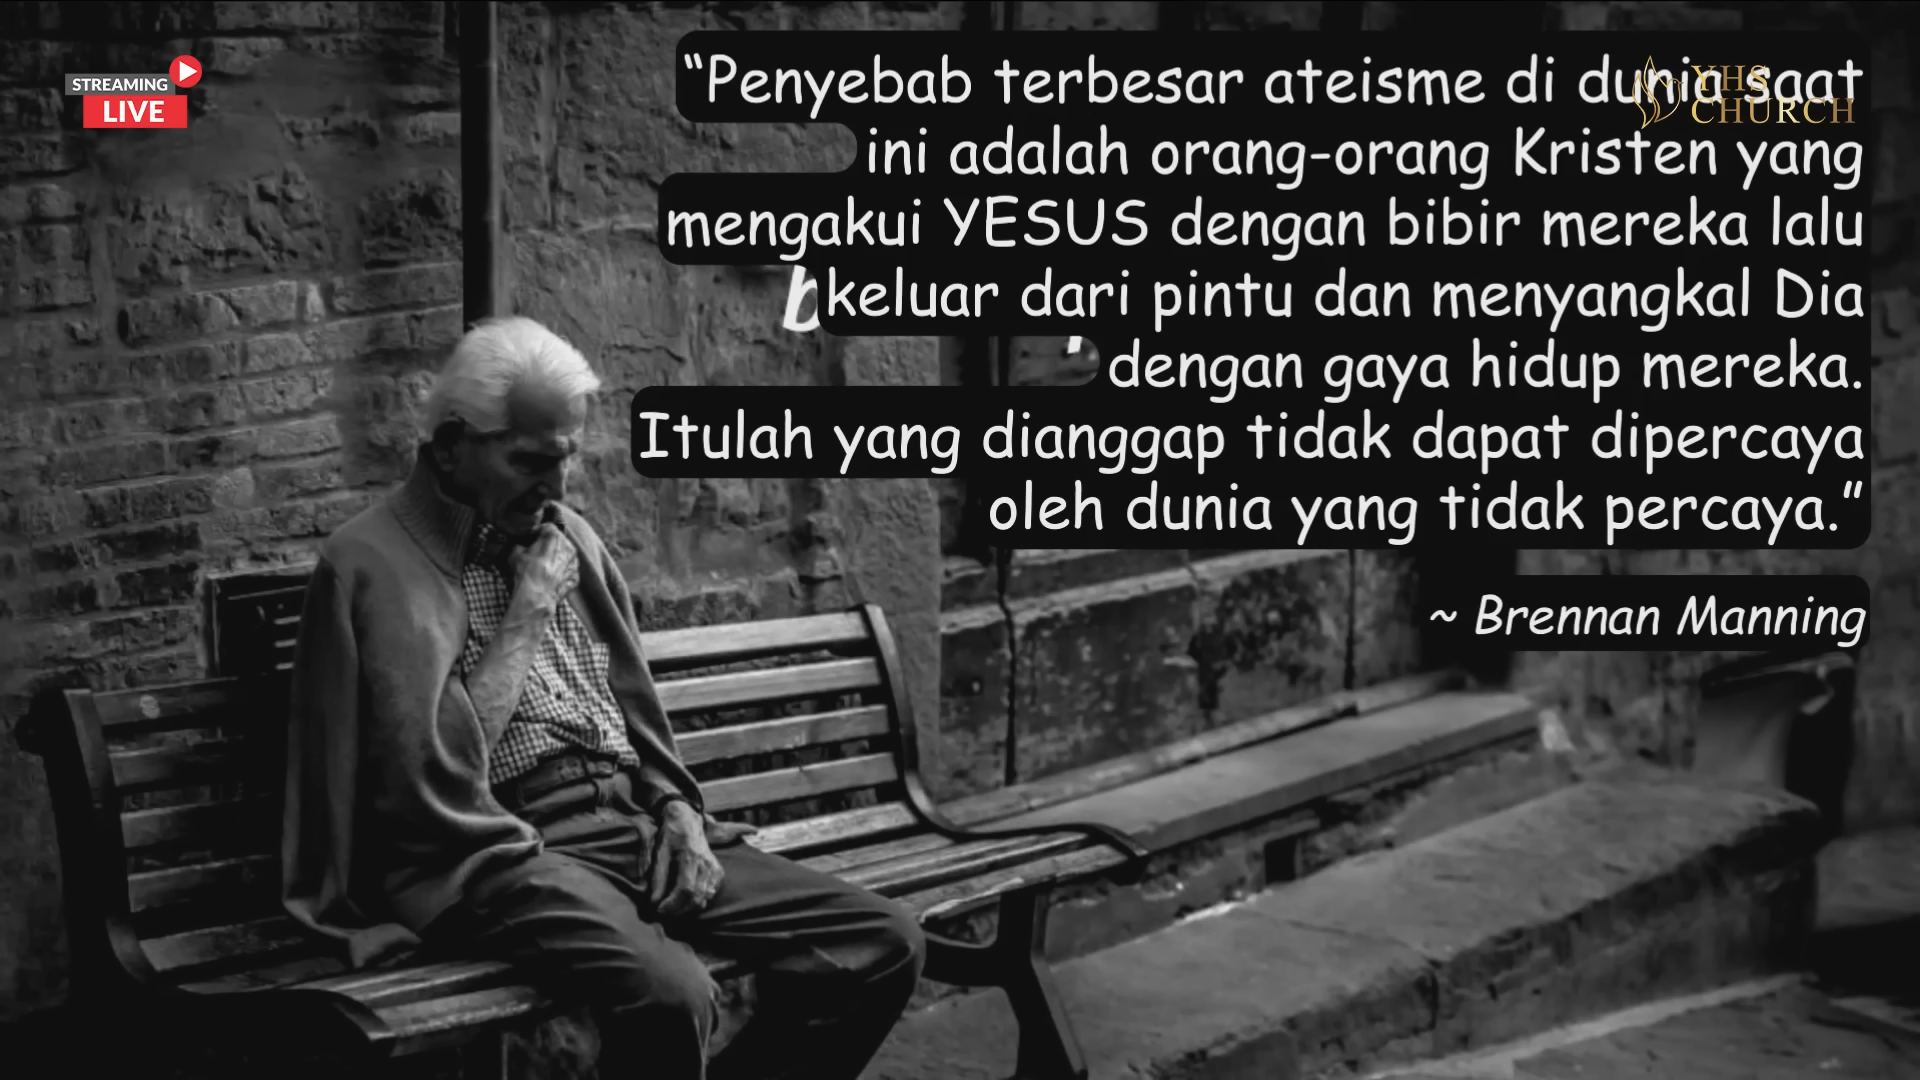 STREAMING
LIVE
YHS
CHURCH
“Penyebab terbesar ateisme di dunia saat
ini adalah orang-orang Kristen yang
mengakui YESUS dengan bibir mereka lalu
keluar dari pintu dan menyangkal Dia
dengan gaya hidup mereka.
Itulah yang dianggap tidak dapat dipercaya
oleh dunia yang tidak percaya.”
~ Brennan Manning